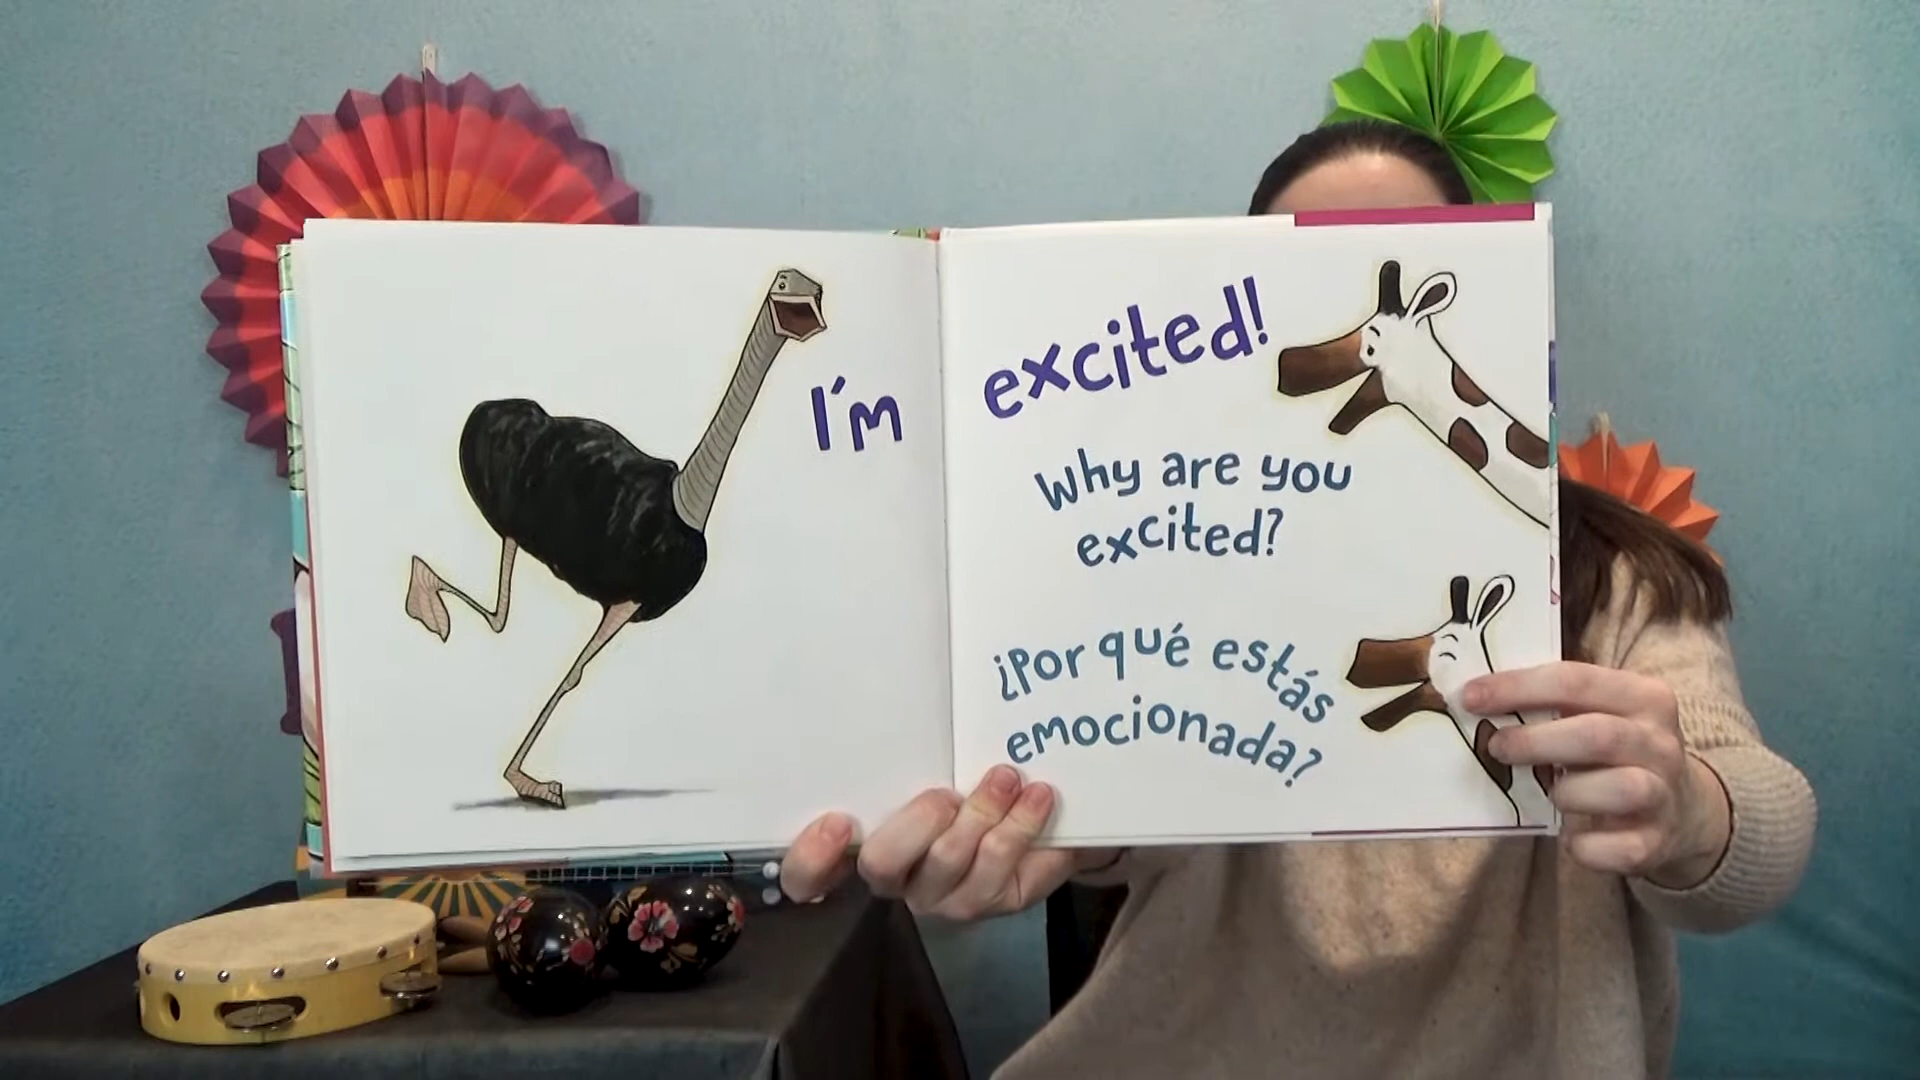 I'm excited!
Why are you
excited?
¿Por qué estás
emocionada?